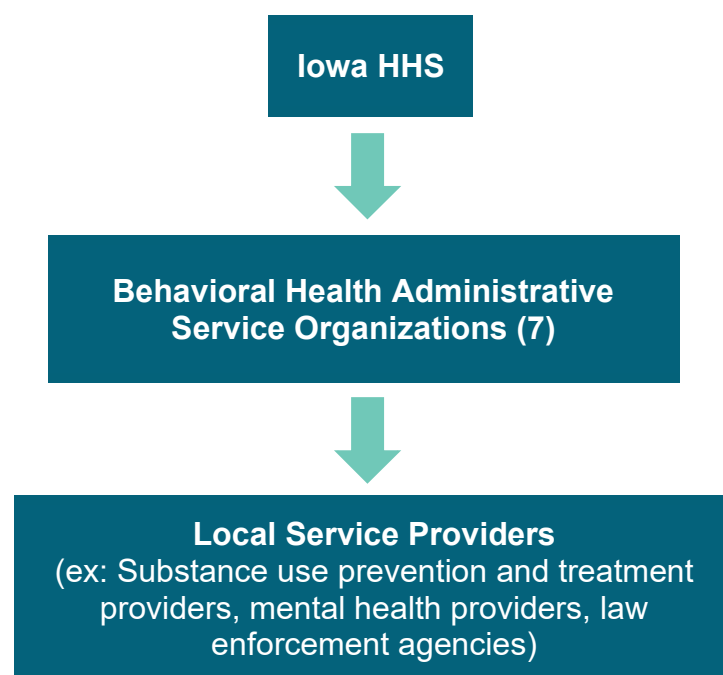 Iowa HHS
Behavioral Health Administrative
Service Organizations (7)
Local Service Providers
(ex: Substance use prevention and treatment
providers, mental health providers, law
enforcement agencies)